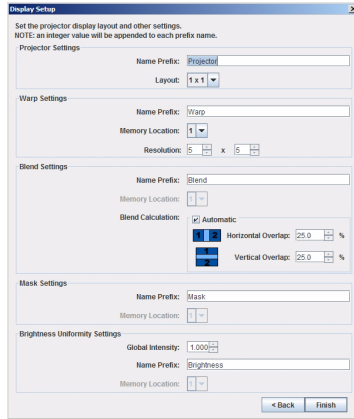 Display Setup
Set the projector display layout and other settings.
NOTE: an integer value will be appended to each prefix name.
Projector Settings
Name Prefix: Projector
Layout: 1 x 1
Warp Settings
Name Prefix: Warp
Memory Location: 1
Resolution: 5 x 5
Blend Settings
Name Prefix: Blend
Memory Location: 1
Blend Calculation: Automatic
1 2 Horizontal Overlap: 25.0 %
1
2 Vertical Overlap: 25.0 %
Mask Settings
Name Prefix: Mask
Memory Location: 1
Brightness Uniformity Settings
Global Intensity: 1.000
Name Prefix: Brightness
Memory Location: 1
< Back Finish